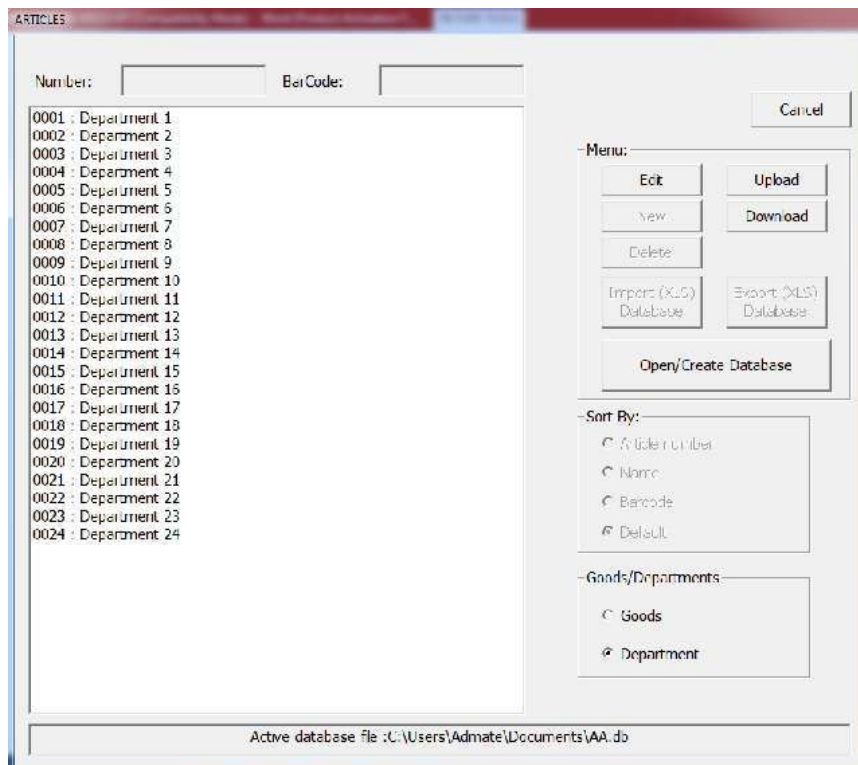 ARTICLES
Number:
BarCode:
0001 : Department 1
0002 : Department 2
0003 : Department 3
0004 : Department 4
0005 : Department 5
0006 : Department 6
0007 : Department 7
0008 : Department 8
0009 : Department 9
0010 : Department 10
0011 : Department 11
0012 : Department 12
0013 : Department 13
0014 : Department 14
0015 : Department 15
0016 : Department 16
0017 : Department 17
0018 : Department 18
0019 : Department 19
0020 : Department 20
0021 : Department 21
0022 : Department 22
0023 : Department 23
0024 : Department 24
Cancel
Menu:
Edit
Upload
New
Download
Delete
Import (XLS)
Database
Export (XLS)
Database
Open/Create Database
Sort By:
Article number
Name
Barcode
Default
Goods/Departments
Goods
Department
Active database file :C:\Users\Admate\Documents\AA.db